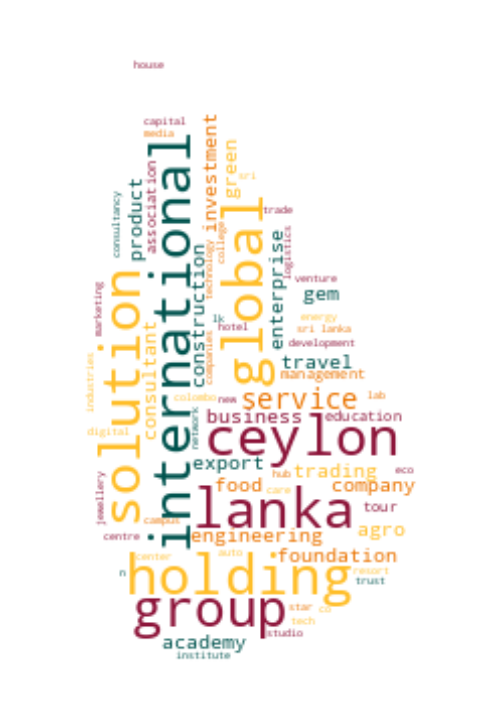 house
capital
media
international
investment
product
association
consultancy
green
sri
college
technology
global
trade
logistics
enterprise
construction
solution
marketing
venture
gem
energy
sri lanka
development
lk
hotel
companies
consultant
industries
travel
management
colombo
new
service
lab
business
education
digital
network
ceylon
export
hub
trading
eco
jewellery
food
care
company
lanka
tour
campus
centre
engineering
agro
center
auto
foundation
n
holding
resort
trust
group
star
co
tech
studio
academy
institute